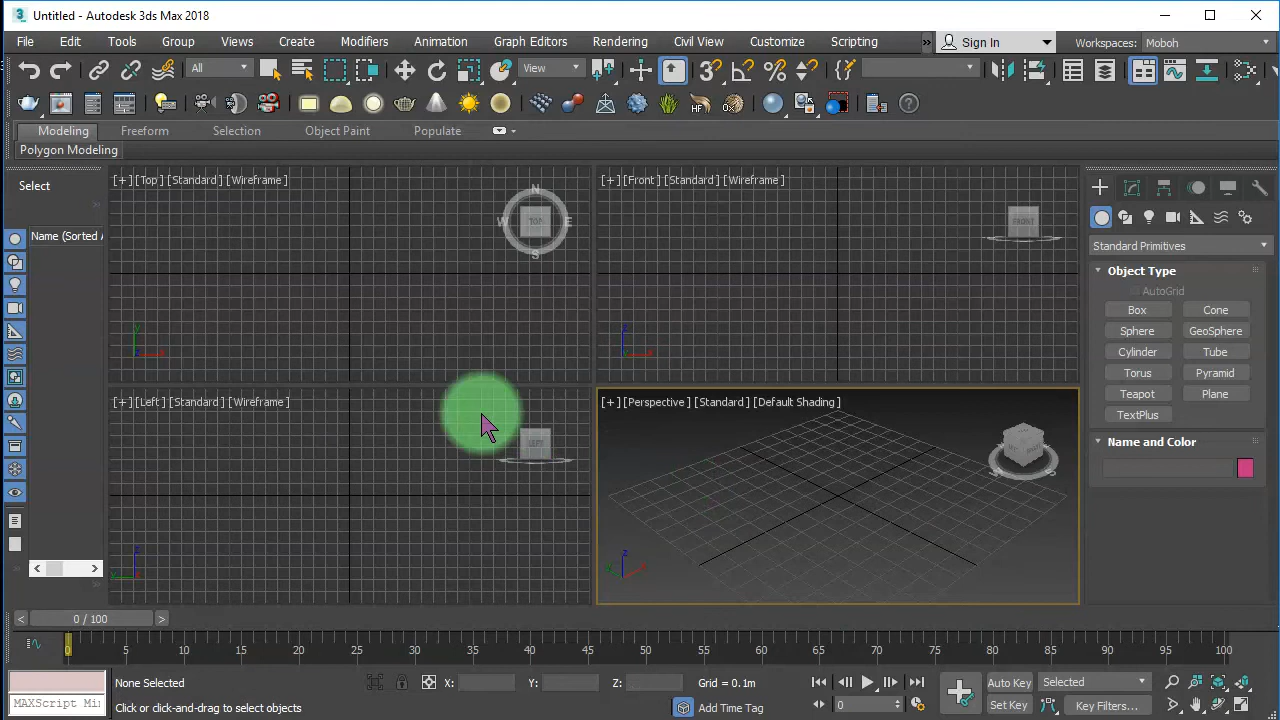 Untitled - Autodesk 3ds Max 2018
File Edit Tools Group Views Create Modifiers Animation Graph Editors Rendering Civil View Customize Scripting » Sign In Workspaces: Moboh
All View
HF
Modeling Freeform Selection Object Paint Populate
Polygon Modeling
Select
Name (Sorted A
[+] [Top] [Standard] [Wireframe]
N
W TOP E
S
[+] [Front] [Standard] [Wireframe]
FRONT
[+] [Left] [Standard] [Wireframe]
LEFT
[+] [Perspective] [Standard] [Default Shading]
Standard Primitives
Object Type
AutoGrid
Box Cone
Sphere GeoSphere
Cylinder Tube
Torus Pyramid
Teapot Plane
TextPlus
Name and Color
< 0 / 100 >
0 5 10 15 20 25 30 35 40 45 50 55 60 65 70 75 80 85 90 95 100
None Selected X: Y: Z: Grid = 0.1m Auto Key Selected
MAXScript Mi Click or click-and-drag to select objects Add Time Tag 0 Set Key Key Filters...